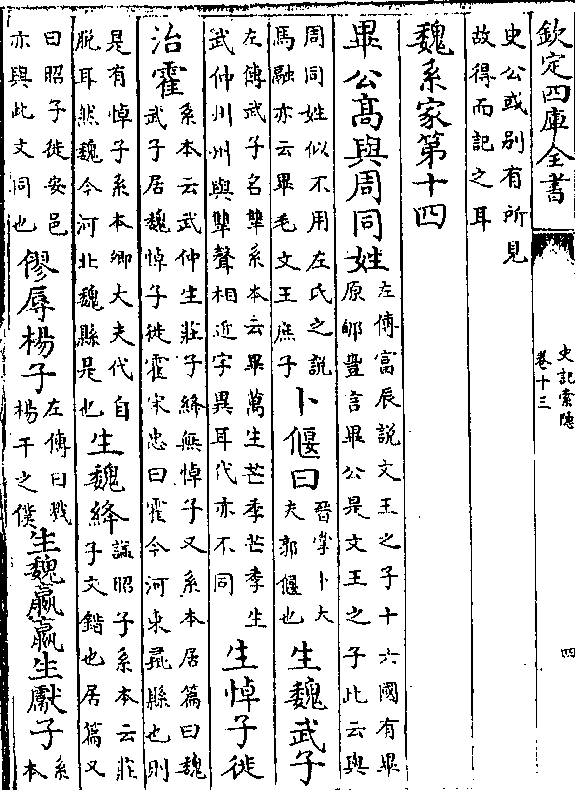 欽定四庫全書
史記索隱
卷十三
四
史公或别有所見
故得而記之耳
魏系家第十四
畢公髙與周同姓
左傳富辰說文王之子十六國有畢
原郇豐言畢公是文王之子此云與
周同姓似不用左氏之說
馬融亦云畢毛文王庶子
卜偃曰
晉掌卜大
夫郭偃也
生魏武子
左傳武子名犨系本云畢萬生芒季芒季生
武仲州州與犨聲相近字異耳代亦不同
生悼子徙
治霍
系本云武仲生莊子絳無悼子又系本居篇曰魏
武子居魏悼子徙霍宋忠曰霍今河東彘縣也則
是有悼子系本卿大夫代自
脫耳然魏今河北魏縣是也
生魏絳
諡昭子系本云莊
子文錯也居篇又
曰昭子徙安邑
亦與此文同也
僇辱楊子
左傳曰戮
楊干之僕
生魏嬴嬴生獻子
系
本